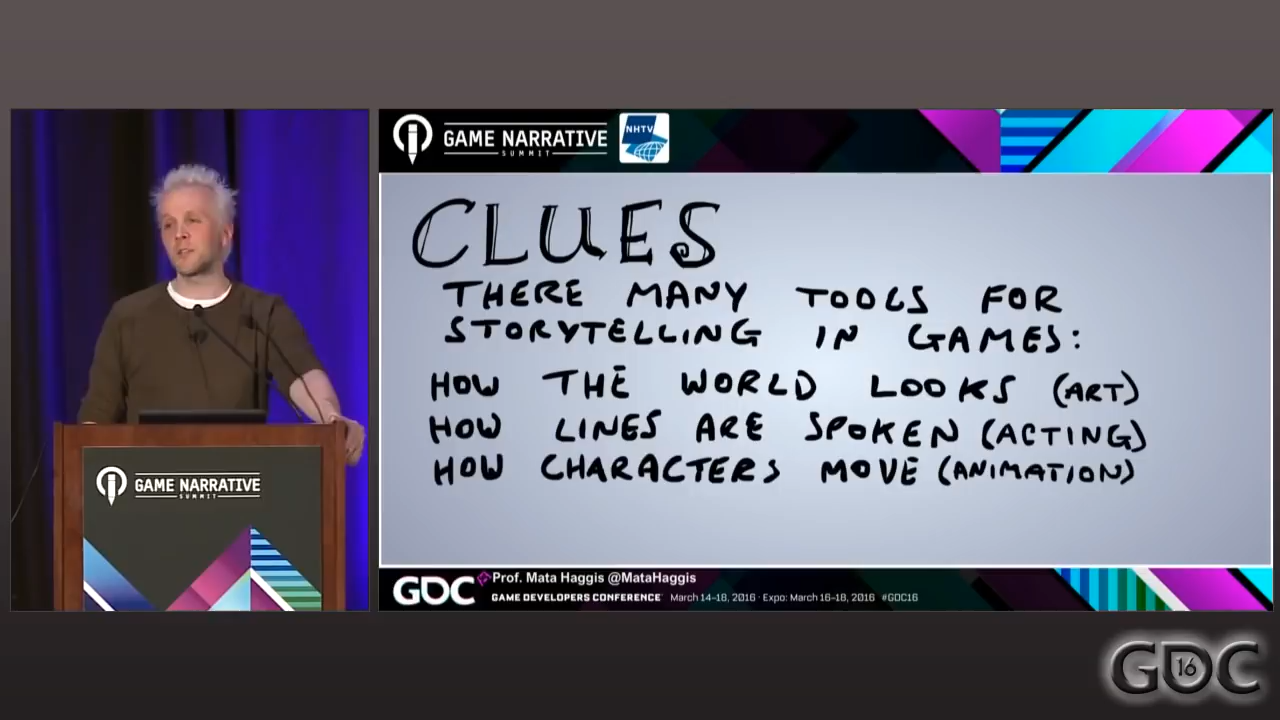 GAME NARRATIVE
SUMMIT
NHTV
CLUES
THERE MANY TOOLS FOR
STORYTELLING IN GAMES:
HOW THE WORLD LOOKS (ART)
HOW LINES ARE SPOKEN (ACTING)
HOW CHARACTERS MOVE (ANIMATION)
GAME NARRATIVE
SUMMIT
GDC Prof. Mata Haggis @MataHaggis
GAME DEVELOPERS CONFERENCE March 14–18, 2016 · Expo: March 16–18, 2016 #GDC16
GDC 16